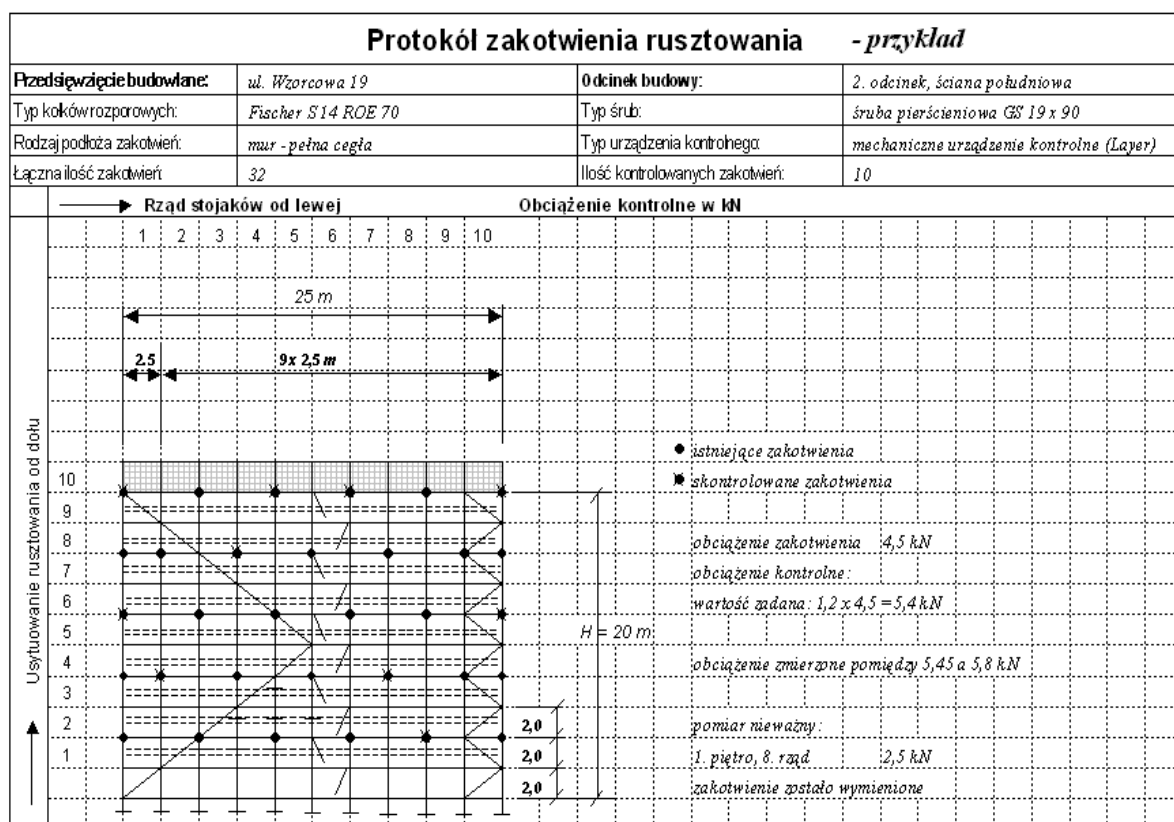 Protokół zakotwienia rusztowania - przykład
Przedsięwzięcie budowlane: ul. Wzorcowa 19 Odcinek budowy: 2. odcinek, ściana południowa
Typ kołków rozporowych: Fischer S14 ROE 70 Typ śrub: śruba pierścieniowa GS 19 x 90
Rodzaj podłoża zakotwień: mur - pełna cegła Typ urządzenia kontrolnego: mechaniczne urządzenie kontrolne (Layer)
Łączna ilość zakotwień: 32 Ilość kontrolowanych zakotwień: 10
Rząd stojaków od lewej Obciążenie kontrolne w kN
1 2 3 4 5 6 7 8 9 10
25 m
2.5 9x 2,5 m
Usytuowanie rusztowania od dołu
istniejące zakotwienia
10 skontrolowane zakotwienia
9
8 obciążenie zakotwienia 4,5 kN
7 obciążenie kontrolne:
6 wartość zadana: 1,2 x 4,5 = 5,4 kN
5 H = 20 m
4 obciążenie zmierzone pomiędzy 5,45 a 5,8 kN
3
2 2,0 pomiar nieważny:
1 2,0 1. piętro, 8. rząd 2,5 kN
2,0 zakotwienie zostało wymienione